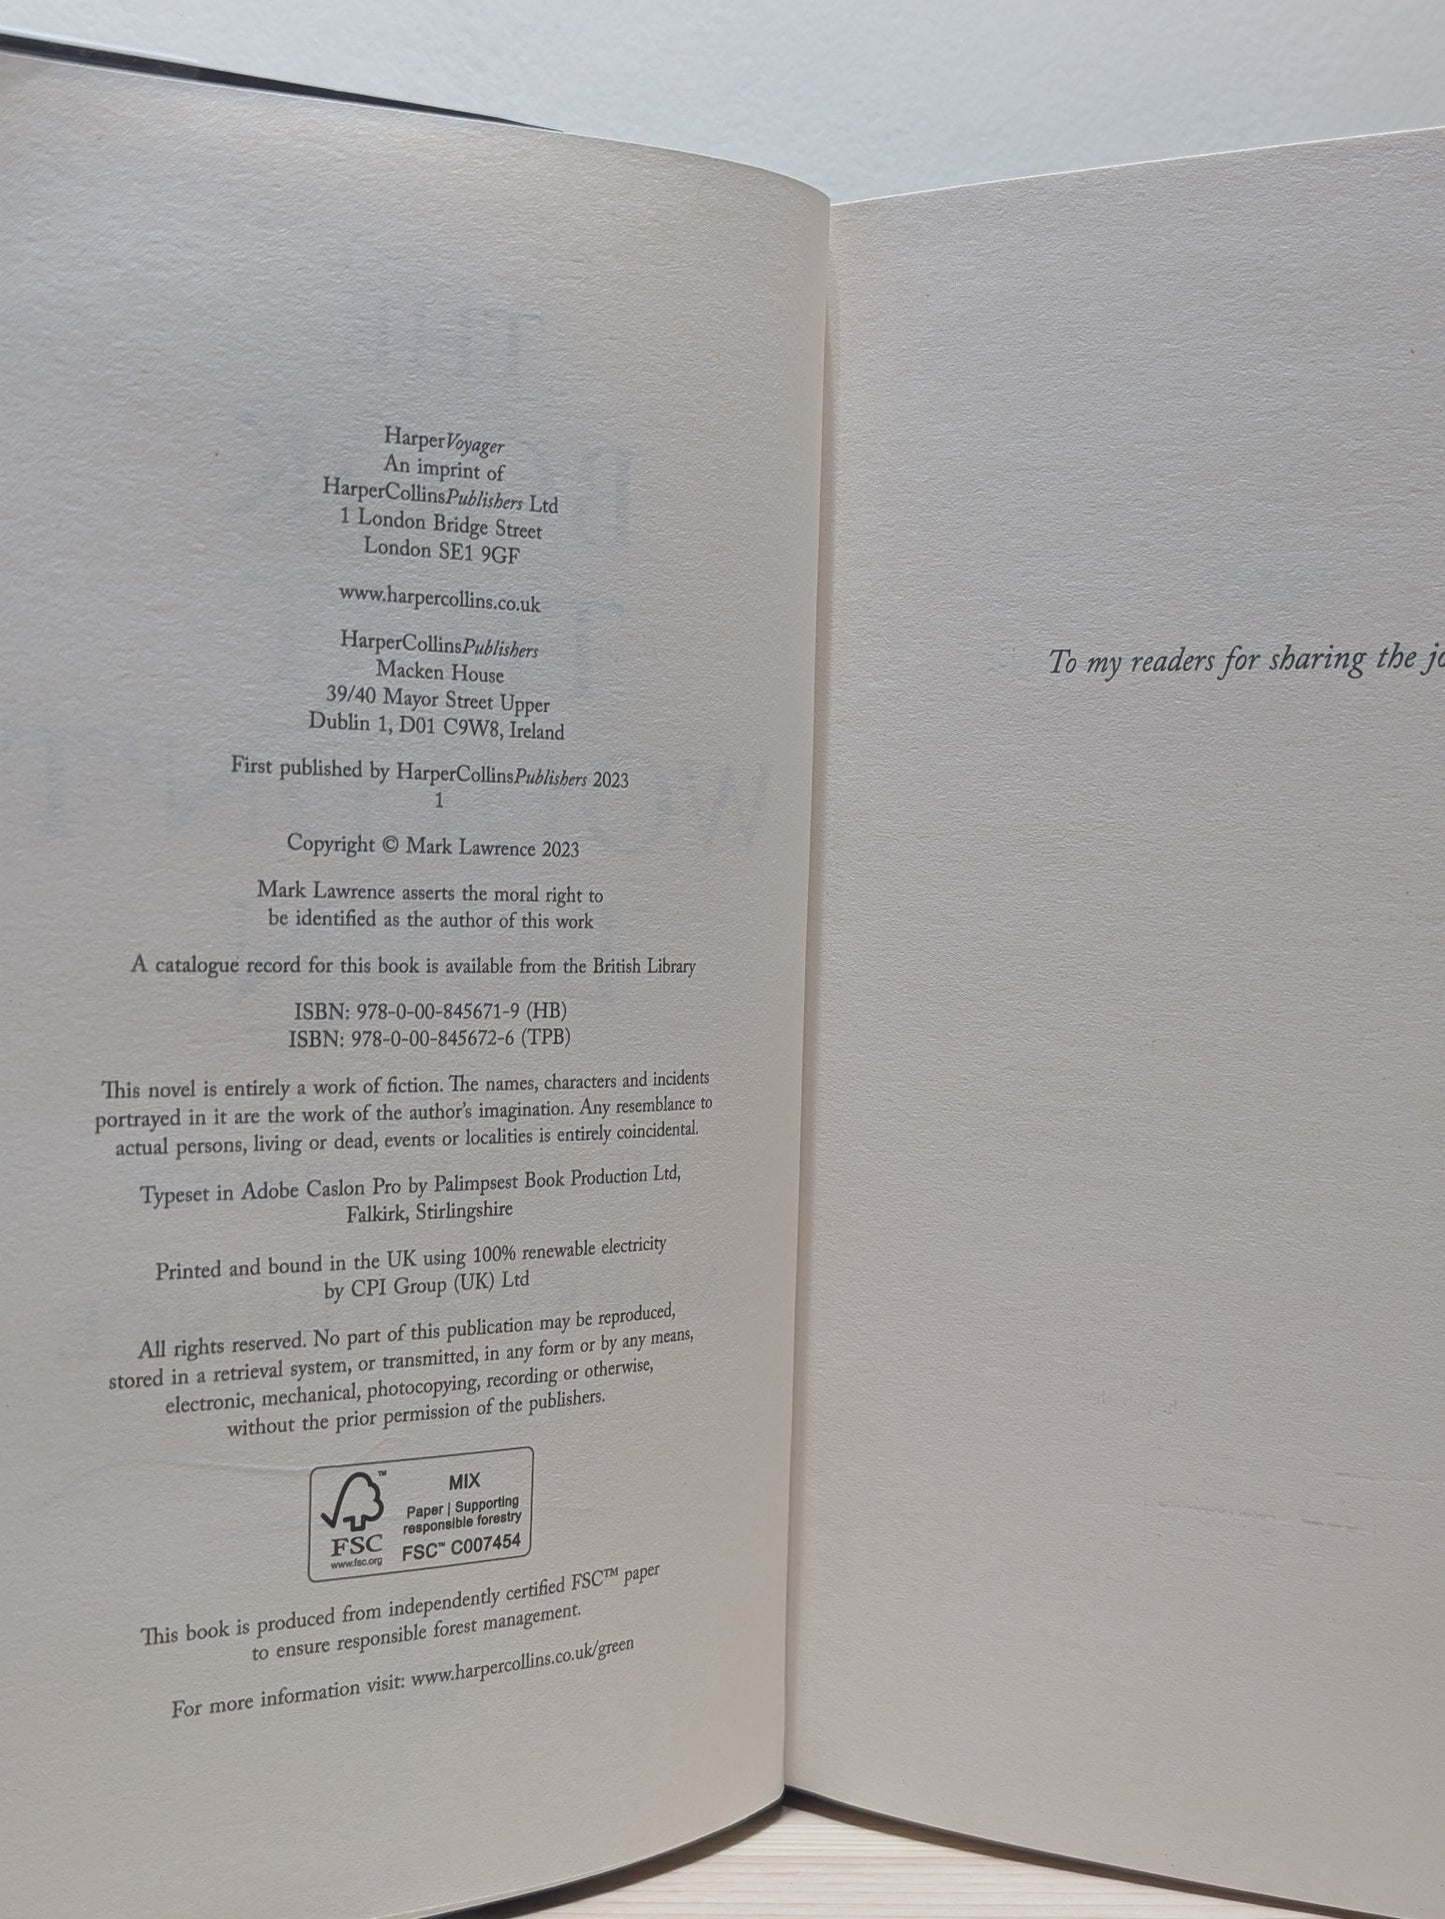 HarperVoyager
An imprint of
HarperCollinsPublishers Ltd
1 London Bridge Street
London SE1 9GF
www.harpercollins.co.uk
HarperCollinsPublishers
Macken House
39/40 Mayor Street Upper
Dublin 1, D01 C9W8, Ireland
First published by HarperCollinsPublishers 2023
1
Copyright © Mark Lawrence 2023
Mark Lawrence asserts the moral right to
be identified as the author of this work
A catalogue record for this book is available from the British Library
ISBN: 978-0-00-845671-9 (HB)
ISBN: 978-0-00-845672-6 (TPB)
This novel is entirely a work of fiction. The names, characters and incidents
portrayed in it are the work of the author's imagination. Any resemblance to
actual persons, living or dead, events or localities is entirely coincidental.
Typeset in Adobe Caslon Pro by Palimpsest Book Production Ltd,
Falkirk, Stirlingshire
Printed and bound in the UK using 100% renewable electricity
by CPI Group (UK) Ltd
All rights reserved. No part of this publication may be reproduced,
stored in a retrieval system, or transmitted, in any form or by any means,
electronic, mechanical, photocopying, recording or otherwise,
without the prior permission of the publishers.
™
FSC
www.fsc.org
MIX
Paper | Supporting
responsible forestry
FSC™ C007454
This book is produced from independently certified FSC™ paper
to ensure responsible forest management.
For more information visit: www.harpercollins.co.uk/green
To my readers for sharing the